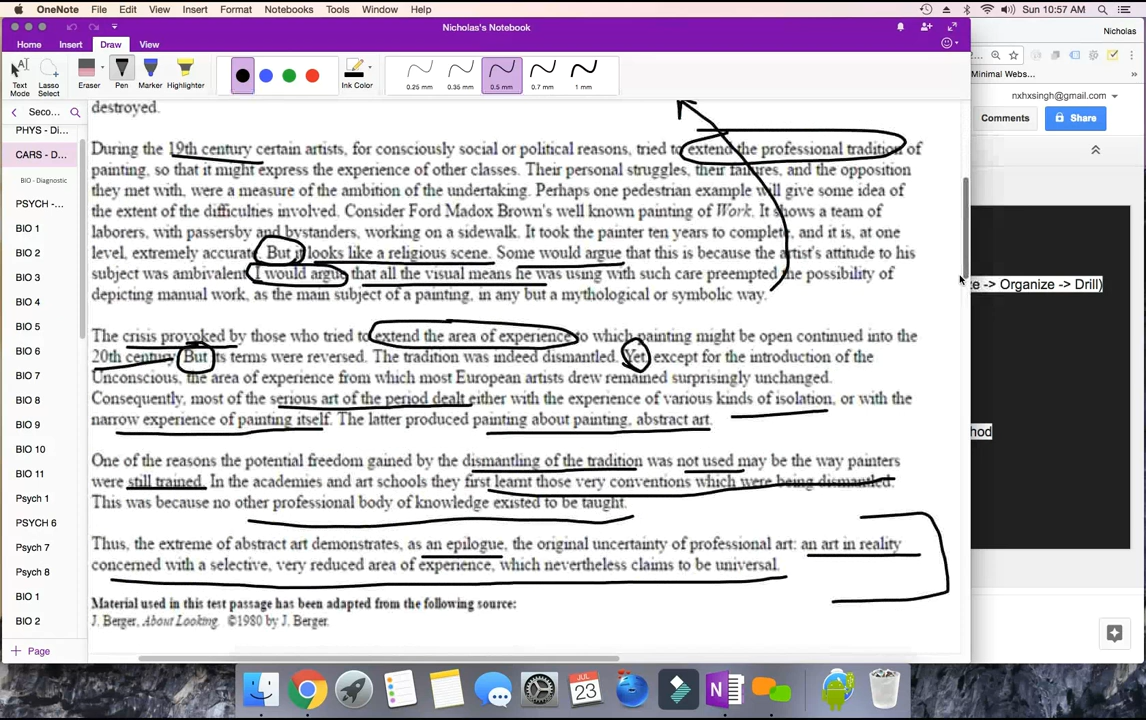 OneNote File Edit View Insert Format Notebooks Tools Window Help Sun 10:57 AM Nicholas
Nicholas's Notebook
Nicholas
Home Insert Draw View
Minimal Webs...
Text Mode Lasso Select Eraser Pen Marker Highlighter Ink Color
0.25 mm 0.35 mm 0.5 mm 0.7 mm 1 mm
nxhxsingh@gmail.com
Comments Share
Seco...
PHYS - Di...
CARS - D...
BIO - Diagnostic
PSYCH -...
BIO 1
BIO 2
BIO 3
BIO 4
BIO 5
BIO 6
BIO 7
BIO 8
BIO 9
BIO 10
BIO 11
Psych 1
PSYCH 6
Psych 7
Psych 8
BIO 1
BIO 2
+ Page
destroyed.
During the 19th century certain artists, for consciously social or political reasons, tried to extend the professional tradition of
painting, so that it might express the experience of other classes. Their personal struggles, their failures, and the opposition
they met with, were a measure of the ambition of the undertaking. Perhaps one pedestrian example will give some idea of
the extent of the difficulties involved. Consider Ford Madox Brown's well known painting of Work. It shows a team of
laborers, with passersby and bystanders, working on a sidewalk. It took the painter ten years to complete, and it is, at one
level, extremely accurate. But it looks like a religious scene. Some would argue that this is because the artist's attitude to his
subject was ambivalent. I would argue that all the visual means he was using with such care preempted the possibility of
depicting manual work, as the main subject of a painting, in any but a mythological or symbolic way.
The crisis provoked by those who tried to extend the area of experience to which painting might be open continued into the
20th century. But its terms were reversed. The tradition was indeed dismantled. Yet, except for the introduction of the
Unconscious, the area of experience from which most European artists drew remained surprisingly unchanged.
Consequently, most of the serious art of the period dealt either with the experience of various kinds of isolation, or with the
narrow experience of painting itself. The latter produced painting about painting, abstract art.
One of the reasons the potential freedom gained by the dismantling of the tradition was not used may be the way painters
were still trained. In the academies and art schools they first learnt those very conventions which were being dismantled.
This was because no other professional body of knowledge existed to be taught.
Thus, the extreme of abstract art demonstrates, as an epilogue, the original uncertainty of professional art: an art in reality
concerned with a selective, very reduced area of experience, which nevertheless claims to be universal.
Material used in this test passage has been adapted from the following source:
J. Berger, About Looking. ©1980 by J. Berger.
-> Organize -> Drill)
hod
JUL
23